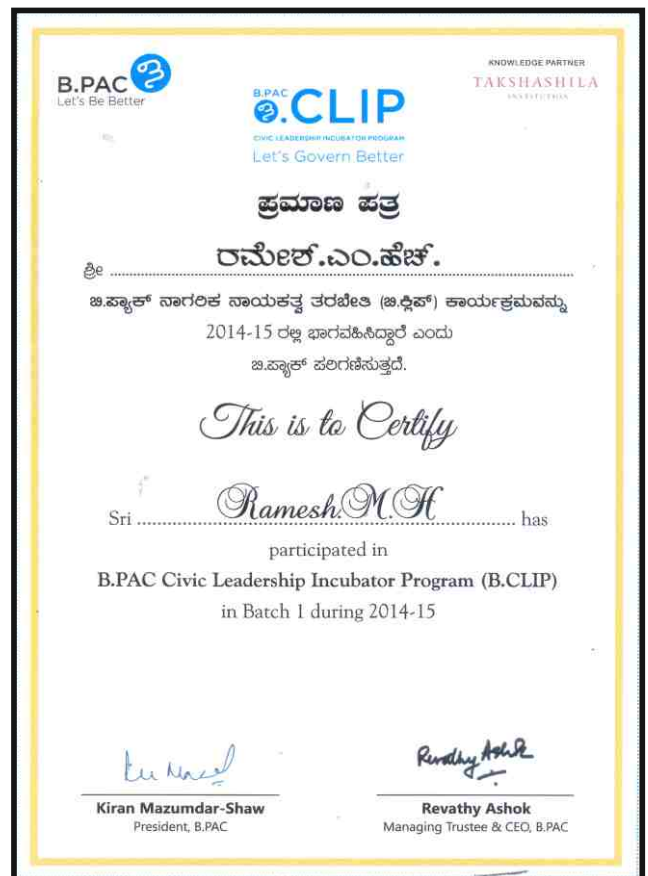 B.PAC
Let's Be Better
B.PAC
B.CLIP
CIVIC LEADERSHIP INCUBATOR PROGRAM
Let's Govern Better
KNOWLEDGE PARTNER
TAKSHASHILA
INSTITUTION
ಪ್ರಮಾಣ ಪತ್ರ
ಶ್ರೀ ರಮೇಶ್.ಎಂ.ಹೆಚ್.
ಬಿ.ಪ್ಯಾಕ್ ನಾಗರಿಕ ನಾಯಕತ್ವ ತರಬೇತಿ (ಬಿ.ಕ್ಲಿಪ್) ಕಾರ್ಯಕ್ರಮವನ್ನು
2014-15 ರಲ್ಲಿ ಭಾಗವಹಿಸಿದ್ದಾರೆ ಎಂದು
ಬಿ.ಪ್ಯಾಕ್ ಪರಿಗಣಿಸುತ್ತದೆ.
This is to Certify
Sri Ramesh.M.H has
participated in
B.PAC Civic Leadership Incubator Program (B.CLIP)
in Batch 1 during 2014-15
Revathy Ashok
Kiran Mazumdar-Shaw
President, B.PAC
Revathy Ashok
Managing Trustee & CEO, B.PAC